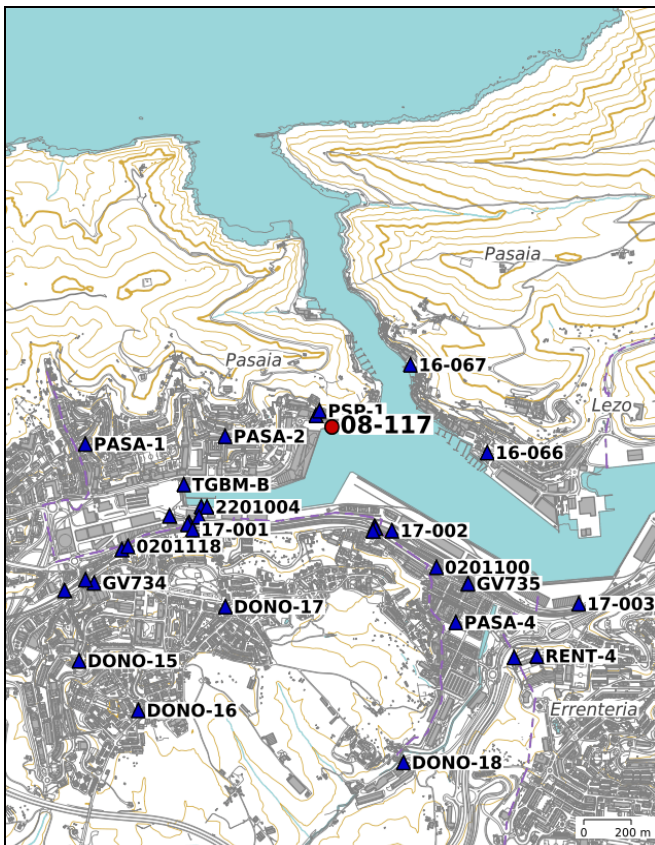 Pasaia
Pasaia
16-067
Lezo
PSP-1
08-117
PASA-1
PASA-2
16-066
TGBM-B
2201004
17-001
17-002
0201118
0201100
GV734
GV735
DONO-17
17-003
PASA-4
DONO-15
RENT-4
DONO-16
Errenteria
DONO-18
0 200 m